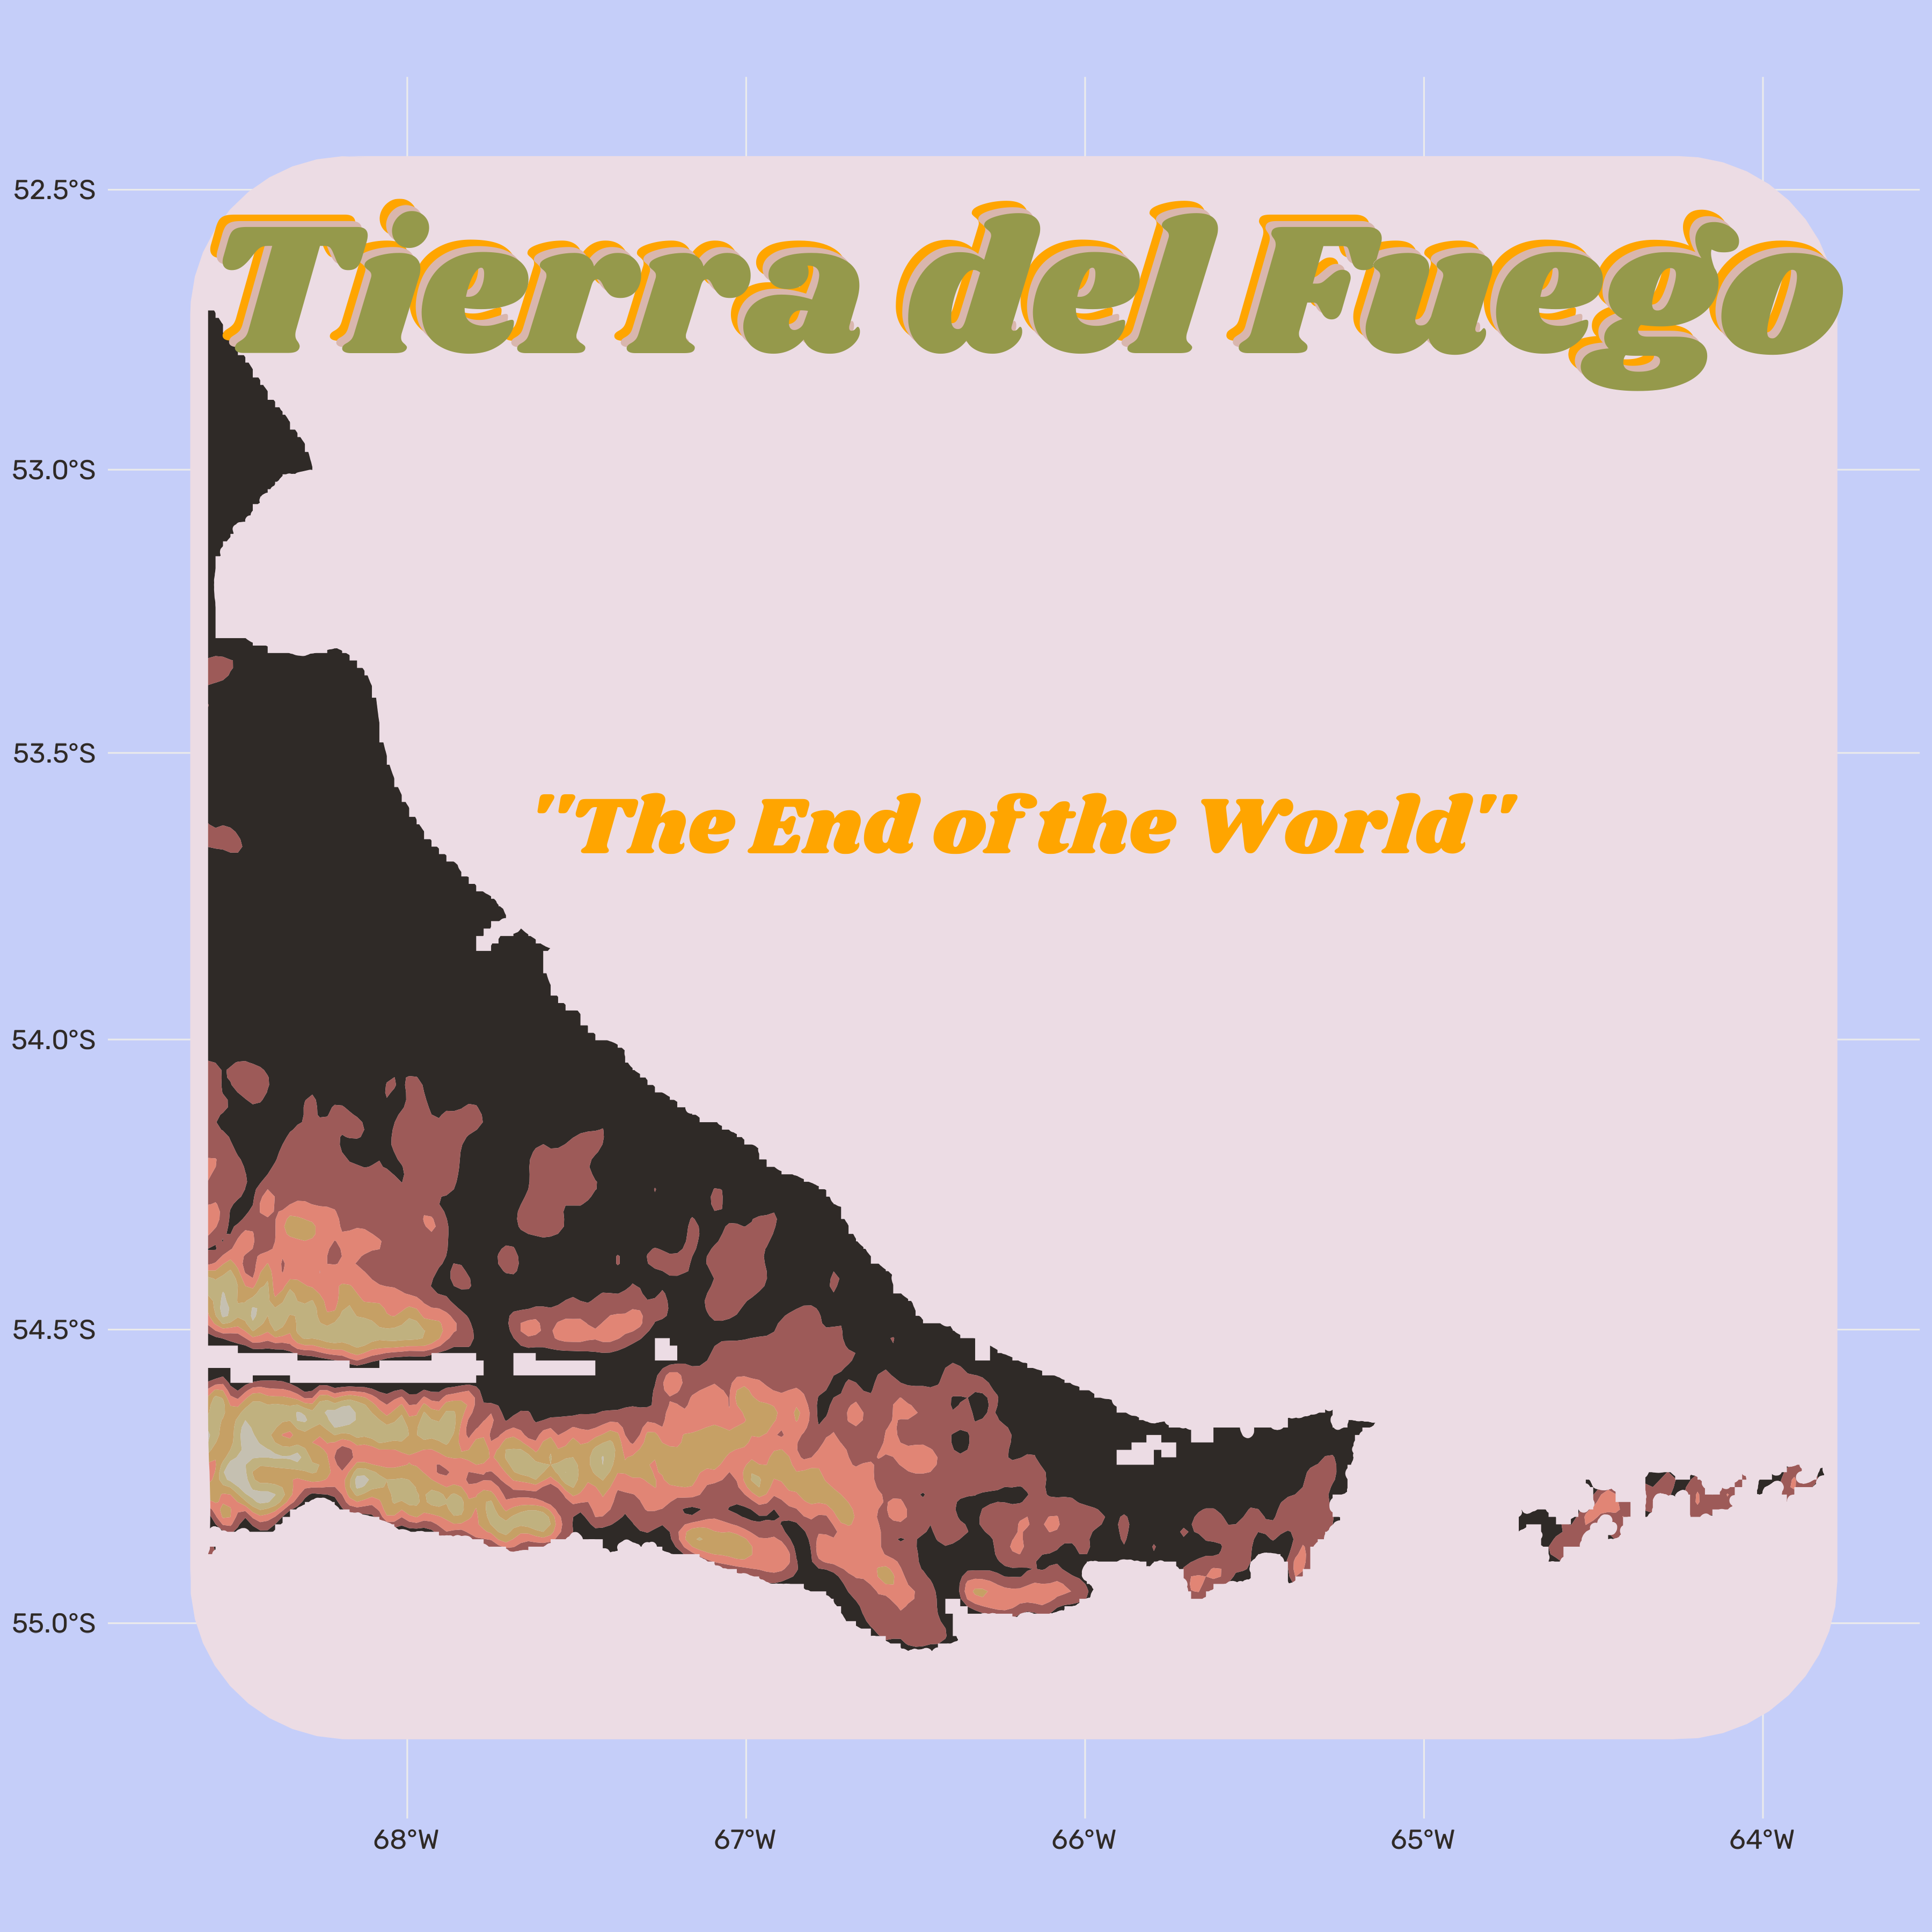 52.5°S
Tierra del Fuego
53.0°S
53.5°S
"The End of the World"
54.0°S
54.5°S
55.0°S
68°W 67°W 66°W 65°W 64°W